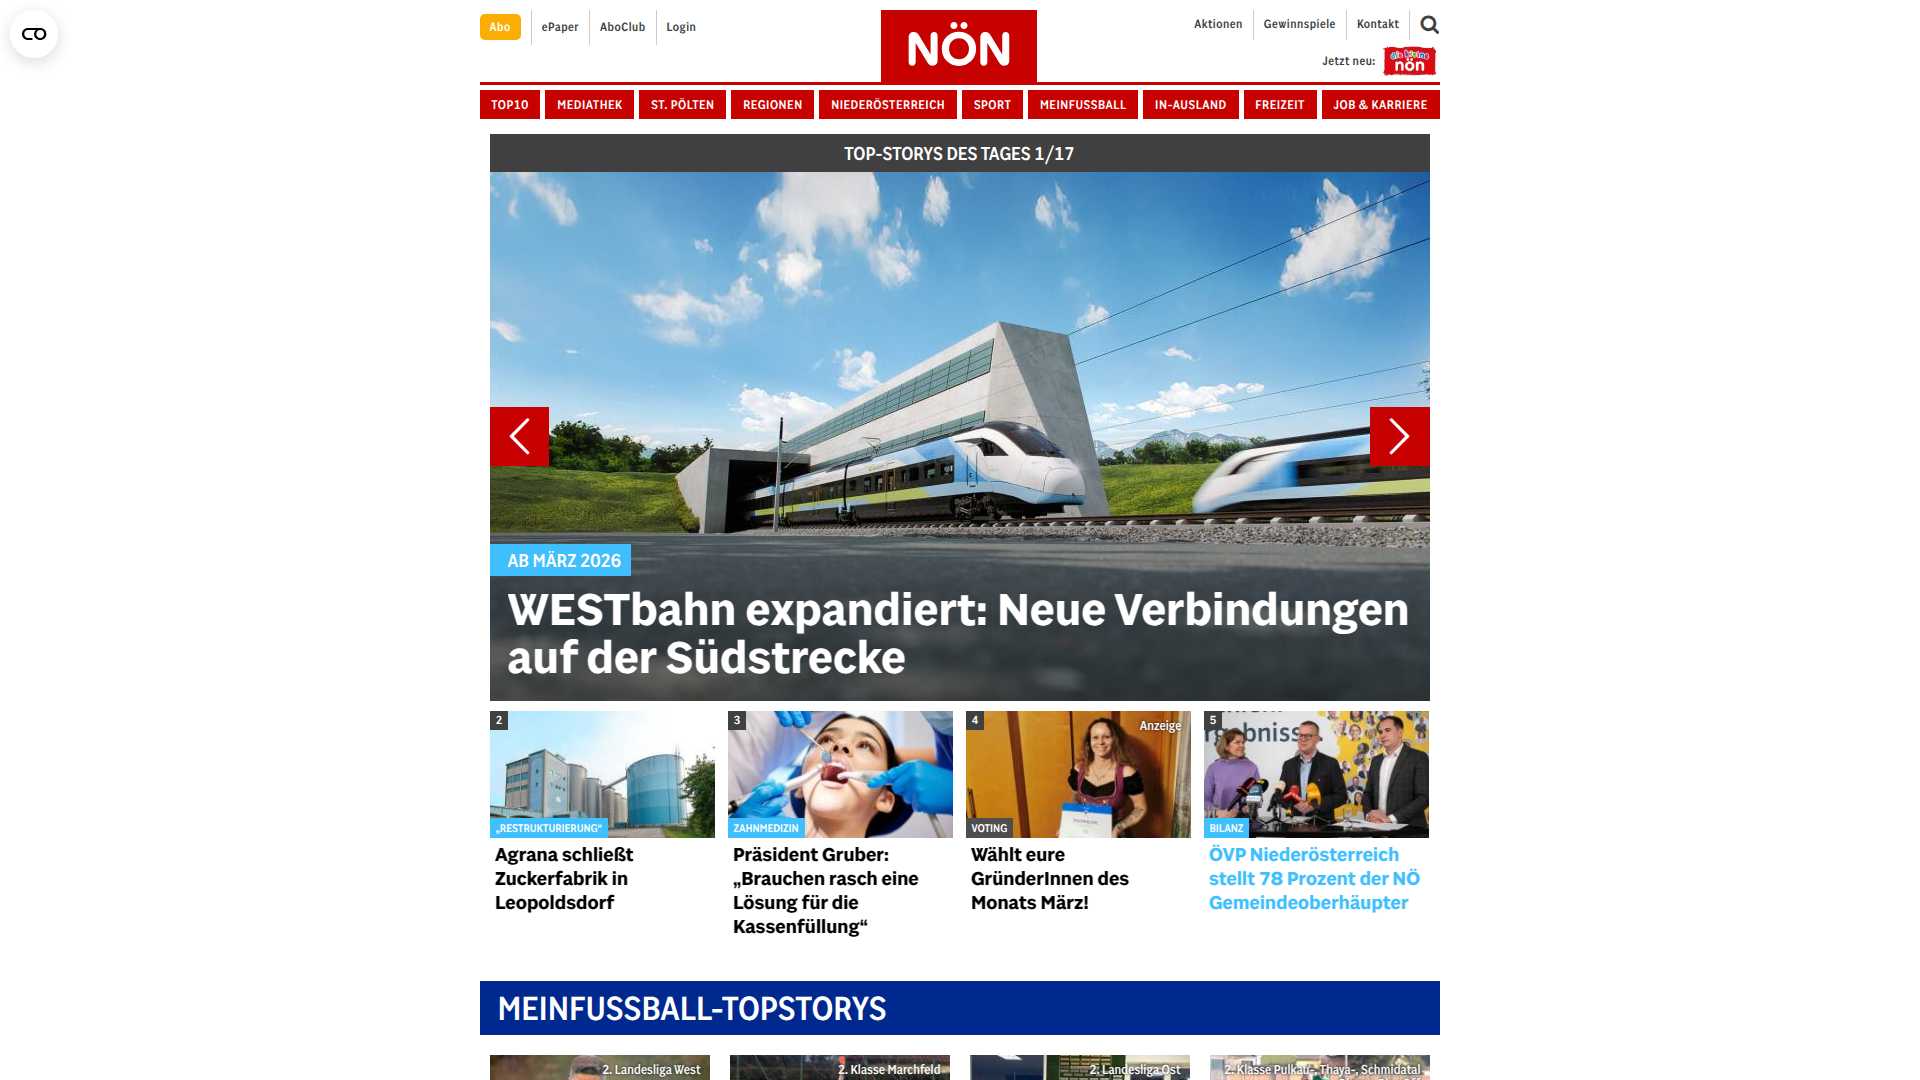 Abo
ePaper
AboClub
Login
NÖN
Aktionen
Gewinnspiele
Kontakt
Jetzt neu:
die kleine
nön
TOP10
MEDIATHEK
ST. PÖLTEN
REGIONEN
NIEDERÖSTERREICH
SPORT
MEINFUSSBALL
IN-AUSLAND
FREIZEIT
JOB & KARRIERE
TOP-STORYS DES TAGES 1/17
AB MÄRZ 2026
WESTbahn expandiert: Neue Verbindungen
auf der Südstrecke
2
„RESTRUKTURIERUNG“
Agrana schließt
Zuckerfabrik in
Leopoldsdorf
3
ZAHNMEDIZIN
Präsident Gruber:
„Brauchen rasch eine
Lösung für die
Kassenfüllung“
4
Anzeige
VOTING
Wählt eure
GründerInnen des
Monats März!
5
BILANZ
ÖVP Niederösterreich
stellt 78 Prozent der NÖ
Gemeindeoberhäupter
MEINFUSSBALL-TOPSTORYS
2. Landesliga West
2. Klasse Marchfeld
2. Landesliga Ost
2. Klasse Pulkau-, Thaya-, Schmidatal